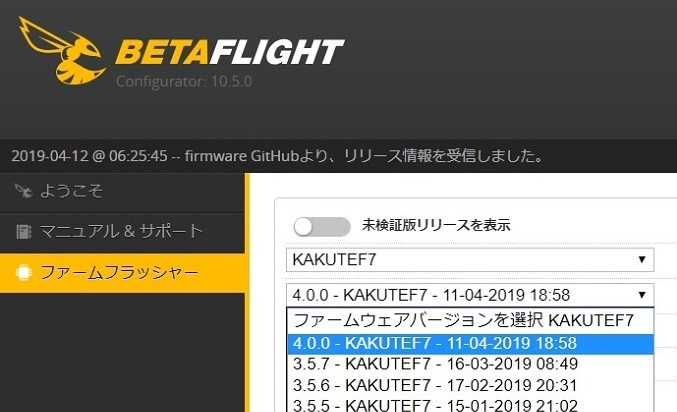 BETAFLIGHT
Configurator: 10.5.0
2019-04-12 @ 06:25:45 -- firmware GitHubより、リリース情報を受信しました。
ようこそ
マニュアル & サポート
ファームフラッシャー
未検証版リリースを表示
KAKUTEF7
4.0.0 - KAKUTEF7 - 11-04-2019 18:58
ファームウェアバージョンを選択 KAKUTEF7
4.0.0 - KAKUTEF7 - 11-04-2019 18:58
3.5.7 - KAKUTEF7 - 16-03-2019 08:49
3.5.6 - KAKUTEF7 - 17-02-2019 20:31
3.5.5 - KAKUTEF7 - 15-01-2019 21:02